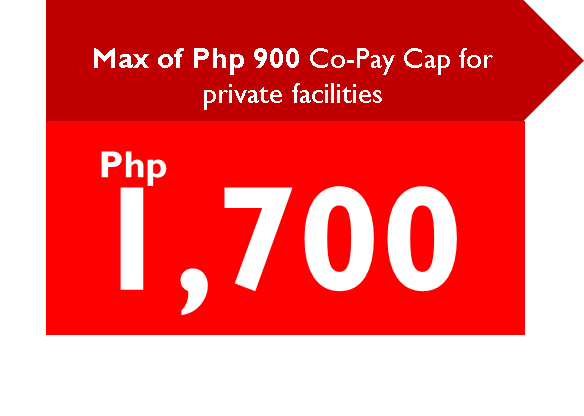 Max of Php 900 Co-Pay Cap for
private facilities
Php
1,700